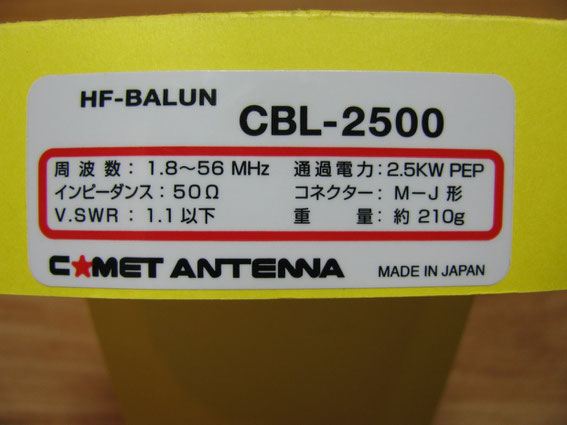 HF-BALUN CBL-2500
周波数: 1.8～56 MHz 通過電力: 2.5KW PEP
インピーダンス: 50Ω コネクター: M－J 形
V.SWR: 1.1 以下 重量: 約 210g
C★MET ANTENNA MADE IN JAPAN